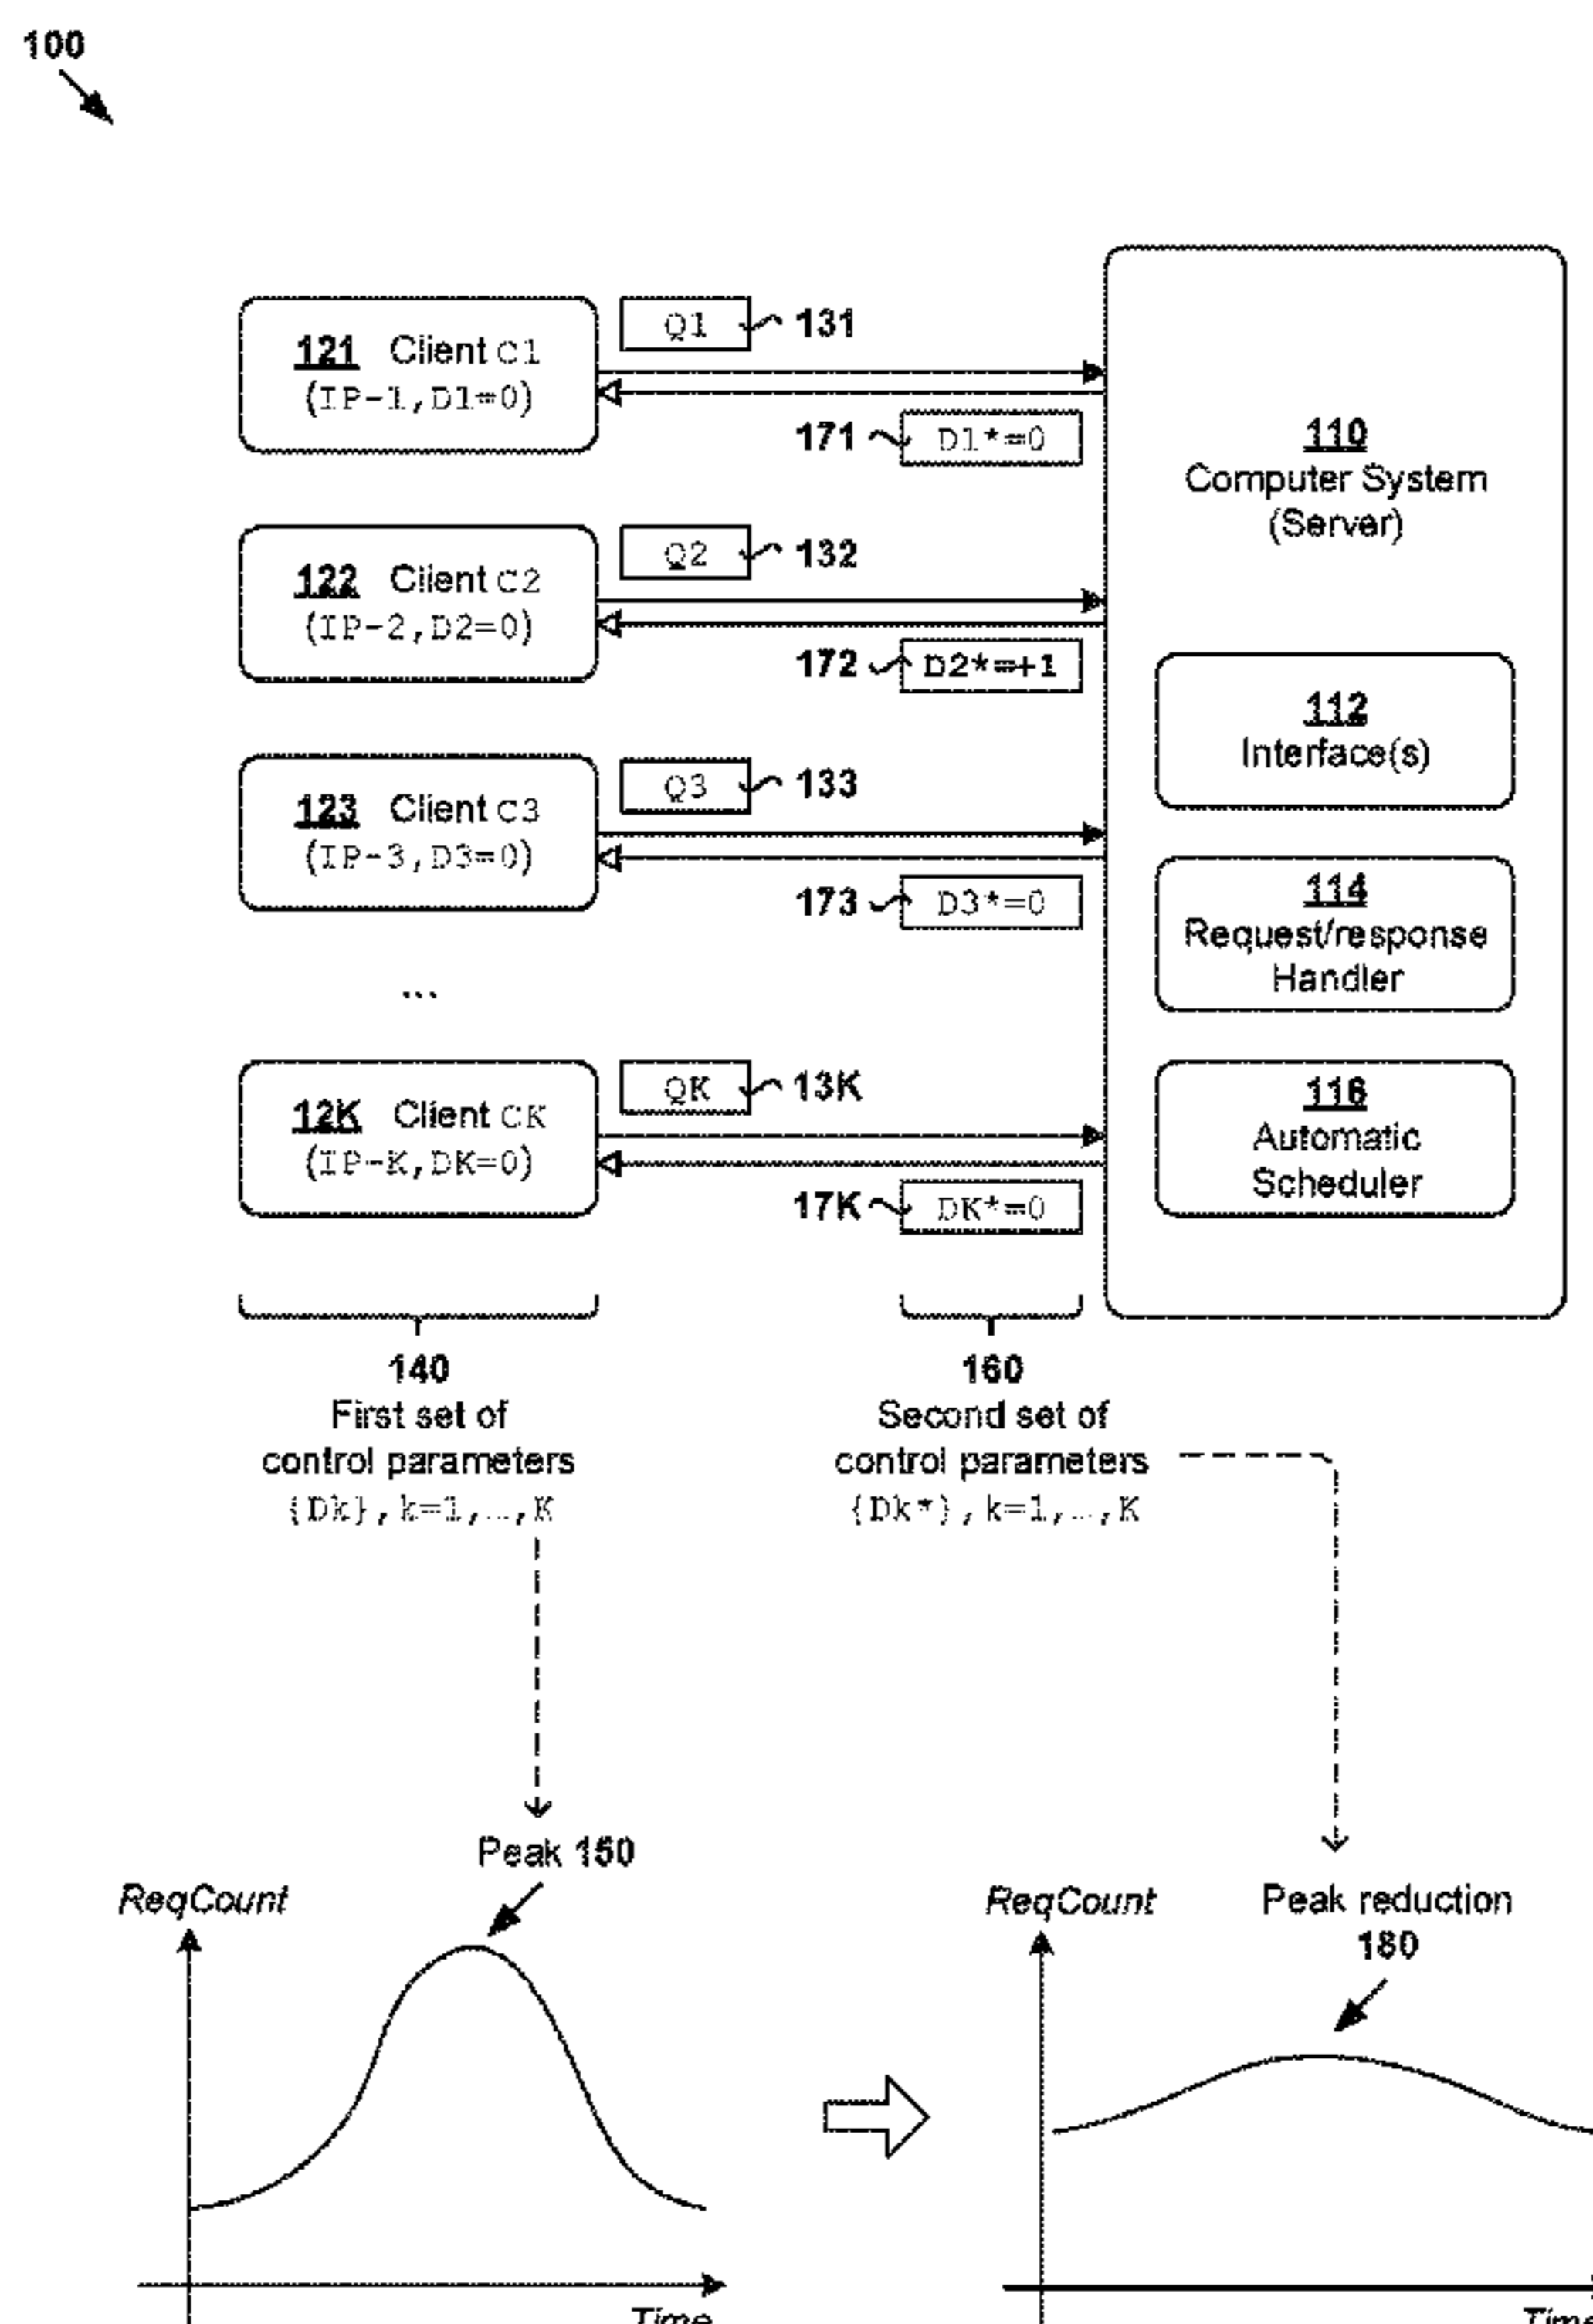 100
Q1 131
121 Client C1
(IP-1,D1=0)
171 D1*=0
110
Computer System
(Server)
Q2 132
122 Client C2
(IP-2,D2=0)
172 D2*=+1
112
Interface(s)
Q3 133
123 Client C3
(IP-3,D3=0)
173 D3*=0
114
Request/response
Handler
...
QK 13K
12K Client CK
(IP-K,DK=0)
17K DK*=0
116
Automatic
Scheduler
140
First set of
control parameters
{Dk},k=1,…,K
160
Second set of
control parameters
{Dk*},k=1,…,K
Peak 150
ReqCount
Time
ReqCount
Peak reduction
180
Time